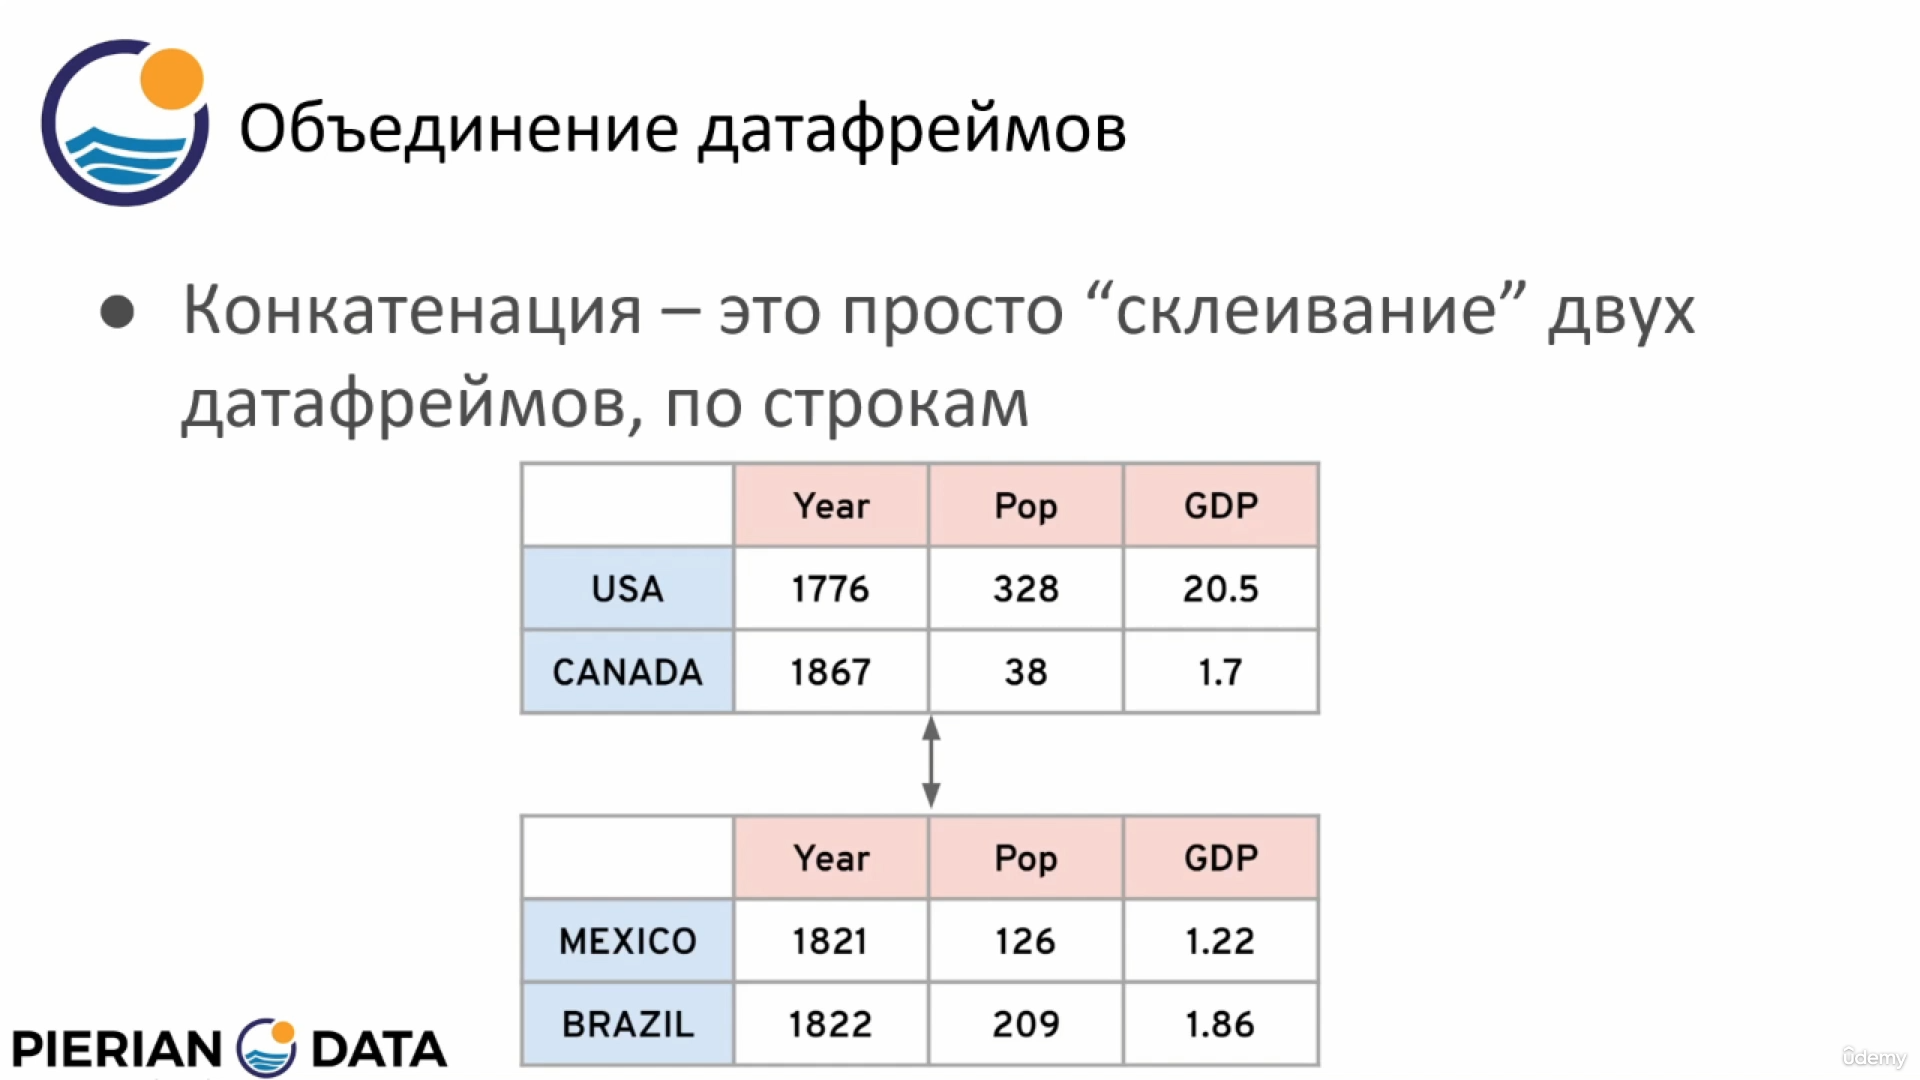 Объединение датафреймов
● Конкатенация – это просто “склеивание” двух
датафреймов, по строкам
Year Pop GDP
USA 1776 328 20.5
CANADA 1867 38 1.7
Year Pop GDP
MEXICO 1821 126 1.22
BRAZIL 1822 209 1.86
PIERIAN DATA
ûdemy